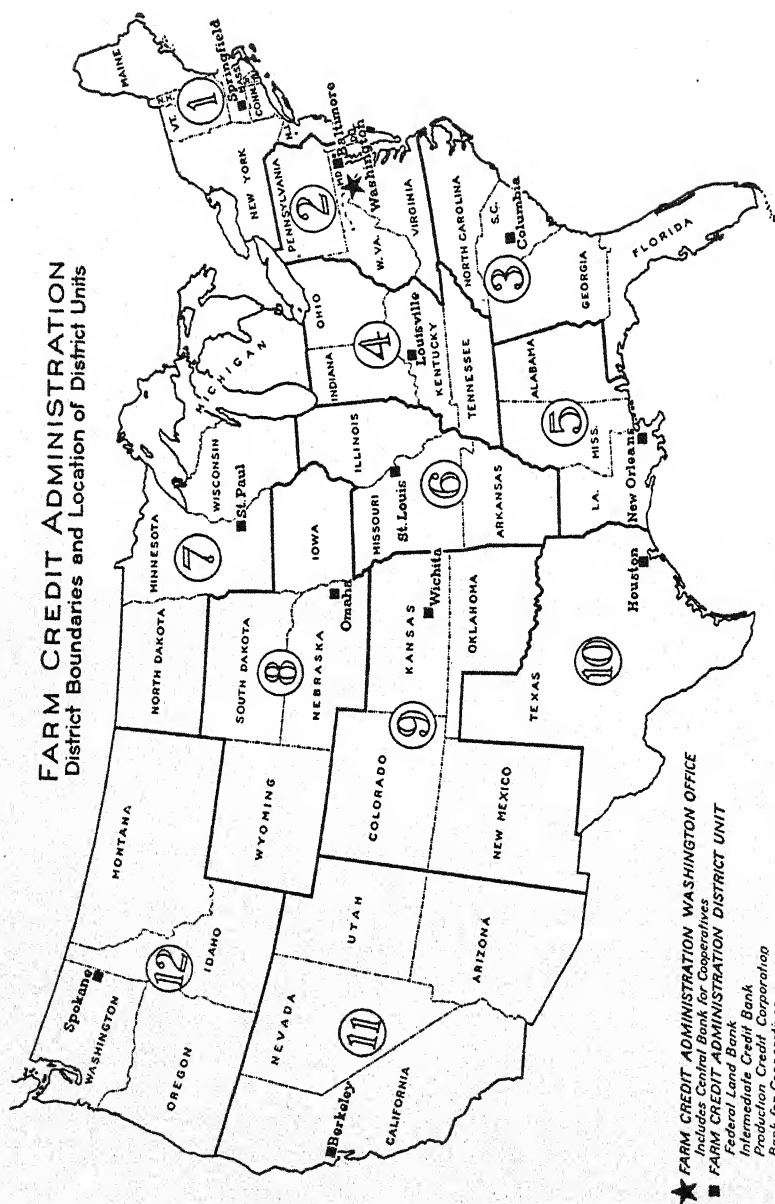 FARM CREDIT ADMINISTRATION
District Boundaries and Location of District Units
WASHINGTON
Spokane
OREGON
12
IDAHO
MONTANA
WYOMING
NEVADA
11
UTAH
Berkeley
CALIFORNIA
ARIZONA
NORTH DAKOTA
MINNESOTA
7
WISCONSIN
St. Paul
MICHIGAN
SOUTH DAKOTA
8
NEBRASKA
Omaha
IOWA
COLORADO
9
KANSAS
Wichita
NEW MEXICO
OKLAHOMA
TEXAS
10
Houston
ILLINOIS
MISSOURI
St. Louis
6
ARKANSAS
INDIANA
OHIO
4
Louisville
KENTUCKY
TENNESSEE
ALABAMA
5
MISS.
LA.
New Orleans
MAINE
VT.
1
Springfield
MASS.
CONN.
NEW YORK
PENNSYLVANIA
2
MD.
Baltimore
Washington
W. VA.
VIRGINIA
NORTH CAROLINA
S.C.
3
Columbia
GEORGIA
FLORIDA
FARM CREDIT ADMINISTRATION WASHINGTON OFFICE
Includes Central Bank for Cooperatives
FARM CREDIT ADMINISTRATION DISTRICT UNIT
Federal Land Bank
Intermediate Credit Bank
Production Credit Corporation